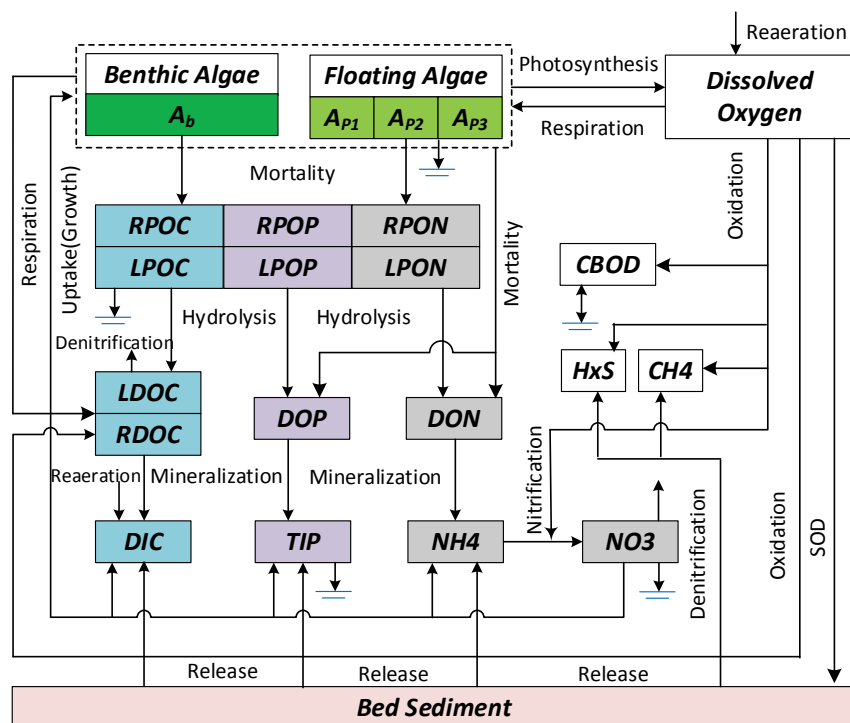 Reaeration
Benthic Algae
Floating Algae
Photosynthesis
Dissolved
Oxygen
Ab
AP1
AP2
AP3
Respiration
Mortality
Oxidation
Respiration
Uptake(Growth)
RPOC
RPOP
RPON
LPOC
LPOP
LPON
Mortality
CBOD
Hydrolysis
Hydrolysis
Denitrification
HxS
CH4
LDOC
RDOC
DOP
DON
Reaeration
Mineralization
Mineralization
Nitrification
DIC
TIP
NH4
NO3
Denitrification
Oxidation
SOD
Release
Release
Release
Bed Sediment